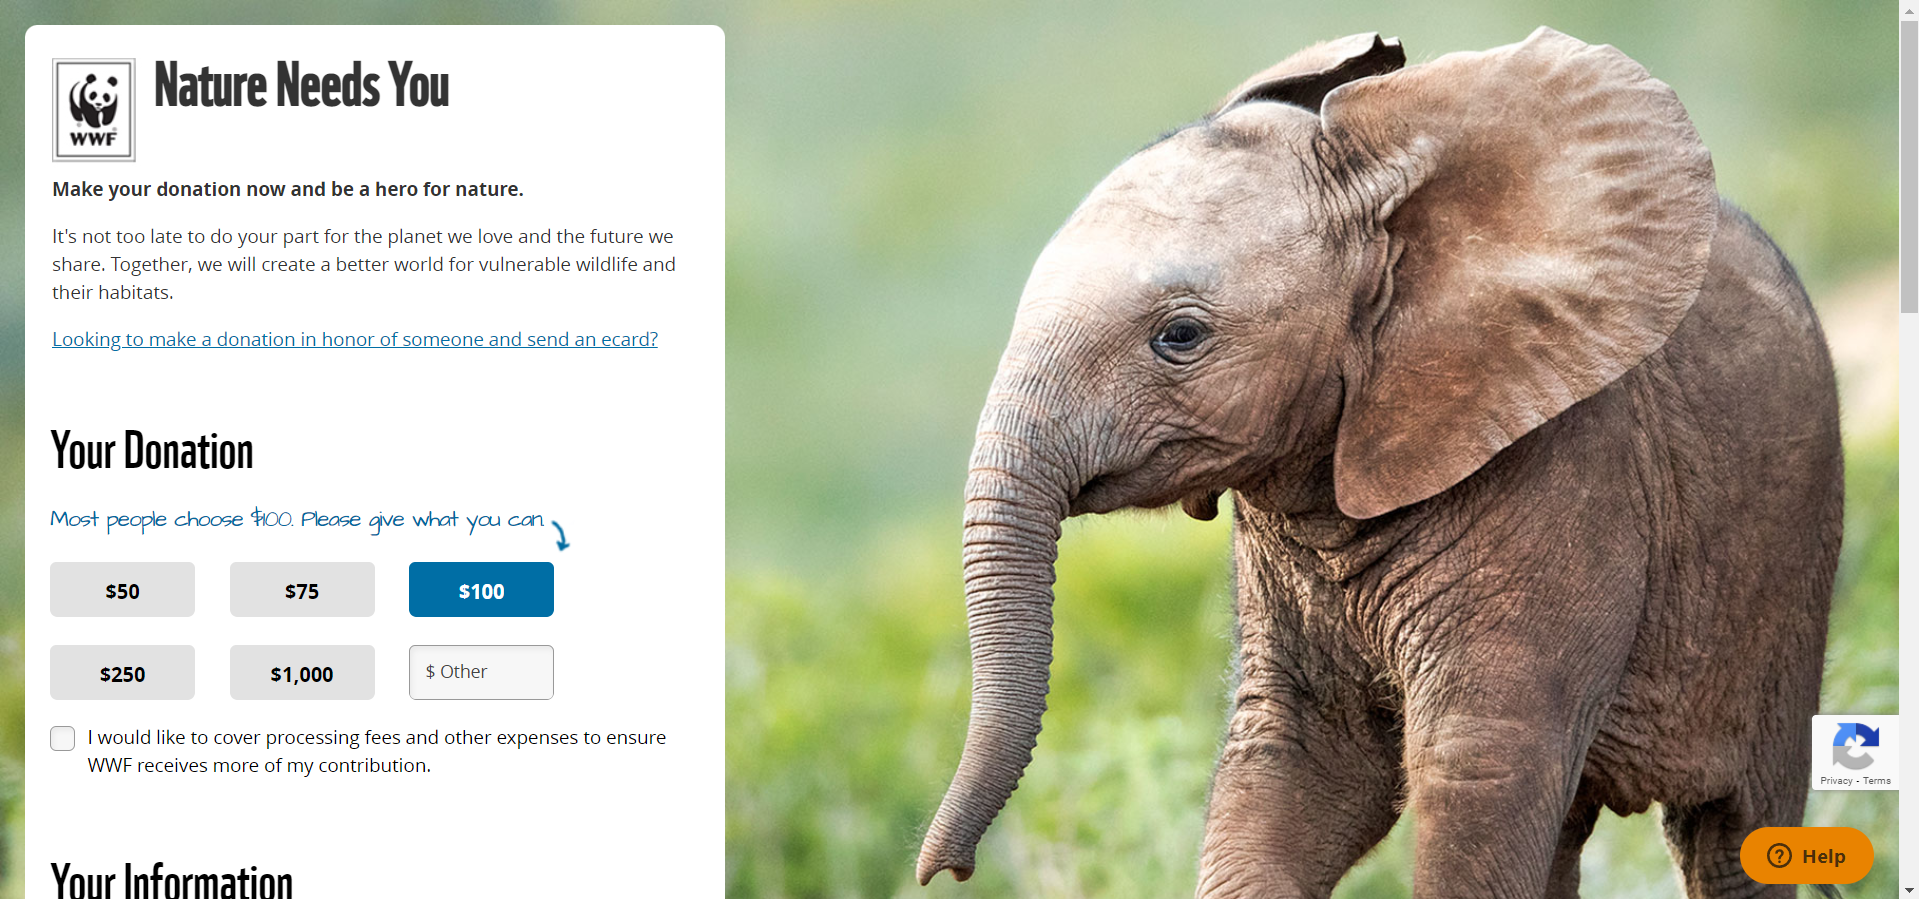 WWF
Nature Needs You
Make your donation now and be a hero for nature.
It's not too late to do your part for the planet we love and the future we
share. Together, we will create a better world for vulnerable wildlife and
their habitats.
Looking to make a donation in honor of someone and send an ecard?
Your Donation
Most people choose $100. Please give what you can.
$50
$75
$100
$250
$1,000
$ Other
I would like to cover processing fees and other expenses to ensure
WWF receives more of my contribution.
Your Information
Privacy - Terms
Help